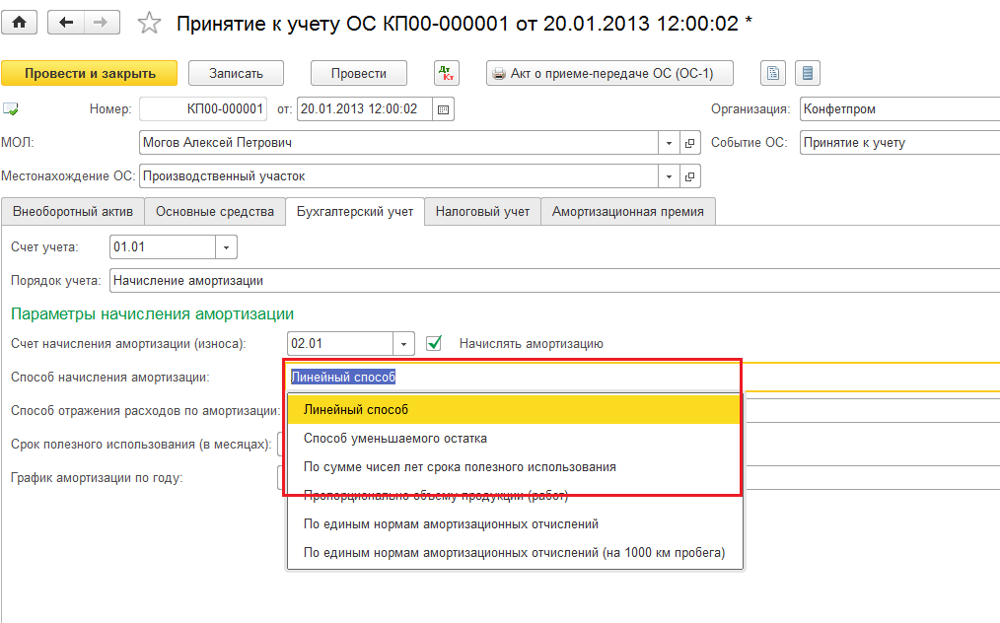 Принятие к учету ОС КП00-000001 от 20.01.2013 12:00:02 *
Провести и закрыть Записать Провести Дт Кт Акт о приеме-передаче ОС (ОС-1)
Номер: КП00-000001 от: 20.01.2013 12:00:02 Организация: Конфетпром
МОЛ: Могов Алексей Петрович Событие ОС: Принятие к учету
Местонахождение ОС: Производственный участок
Внеоборотный актив Основные средства Бухгалтерский учет Налоговый учет Амортизационная премия
Счет учета: 01.01
Порядок учета: Начисление амортизации
Параметры начисления амортизации
Счет начисления амортизации (износа): 02.01 Начислять амортизацию
Способ начисления амортизации: Линейный способ
Способ отражения расходов по амортизации:
Срок полезного использования (в месяцах):
График амортизации по году:
Линейный способ
Способ уменьшаемого остатка
По сумме чисел лет срока полезного использования
Пропорционально объему продукции (работ)
По единым нормам амортизационных отчислений
По единым нормам амортизационных отчислений (на 1000 км пробега)